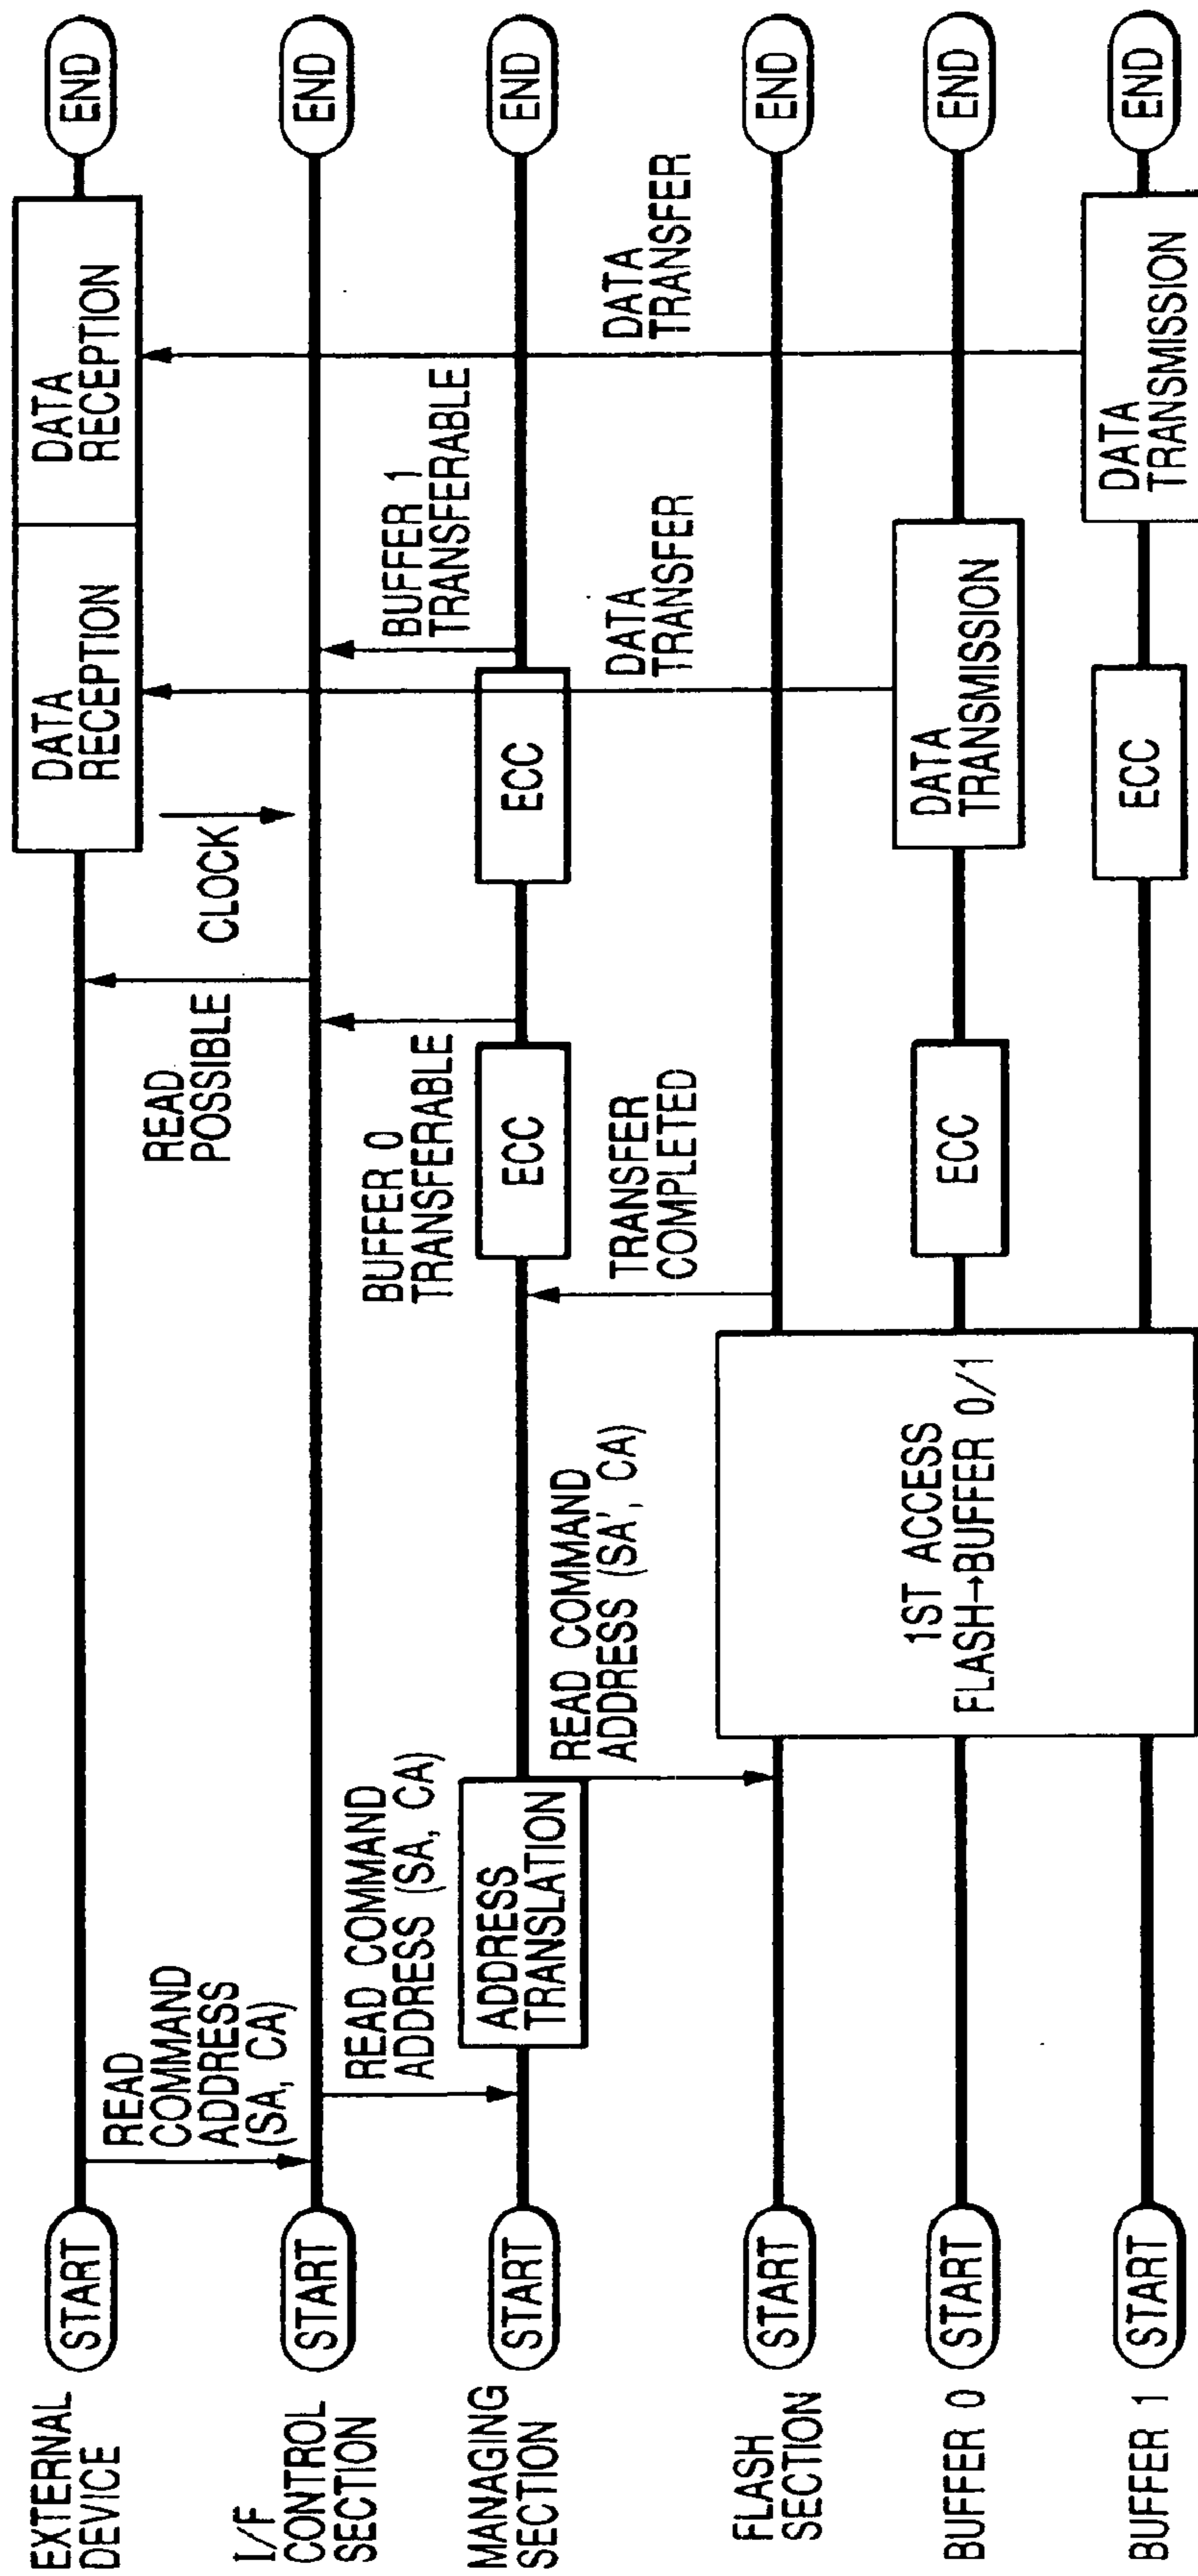 EXTERNAL
DEVICE
START
READ
COMMAND
ADDRESS
(SA, CA)
READ
POSSIBLE
CLOCK
DATA
RECEPTION
DATA
RECEPTION
END
I/F
CONTROL
SECTION
START
READ COMMAND
ADDRESS (SA, CA)
BUFFER 0
TRANSFERABLE
BUFFER 1
TRANSFERABLE
END
MANAGING
SECTION
START
ADDRESS
TRANSLATION
READ COMMAND
ADDRESS (SA', CA)
ECC
TRANSFER
COMPLETED
ECC
DATA
TRANSFER
DATA
TRANSFER
END
FLASH
SECTION
START
1ST ACCESS
FLASH→BUFFER 0/1
END
BUFFER 0
START
ECC
DATA
TRANSMISSION
END
BUFFER 1
START
ECC
DATA
TRANSMISSION
END